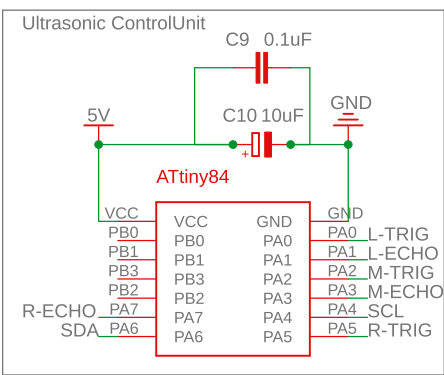 Ultrasonic ControlUnit
C9 0.1uF
5V
C10 10uF
GND
+
ATtiny84
VCC VCC GND GND
PB0 PB0 PA0 PA0 L-TRIG
PB1 PB1 PA1 PA1 L-ECHO
PB3 PB3 PA2 PA2 M-TRIG
PB2 PB2 PA3 PA3 M-ECHO
R-ECHO PA7 PA7 PA4 PA4 SCL
SDA PA6 PA6 PA5 PA5 R-TRIG